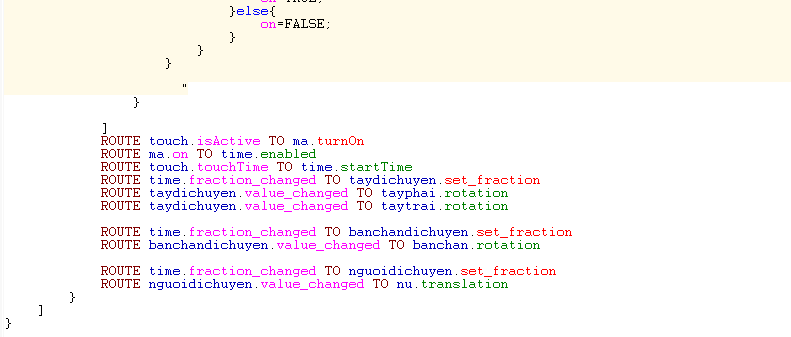 on=TRUE;
}else{
on=FALSE;
}
}
}
"
}
]
ROUTE touch.isActive TO ma.turnOn
ROUTE ma.on TO time.enabled
ROUTE touch.touchTime TO time.startTime
ROUTE time.fraction_changed TO taydichuyen.set_fraction
ROUTE taydichuyen.value_changed TO tayphai.rotation
ROUTE taydichuyen.value_changed TO taytrai.rotation
ROUTE time.fraction_changed TO banchandichuyen.set_fraction
ROUTE banchandichuyen.value_changed TO banchan.rotation
ROUTE time.fraction_changed TO nguoidichuyen.set_fraction
ROUTE nguoidichuyen.value_changed TO nu.translation
}
]
}